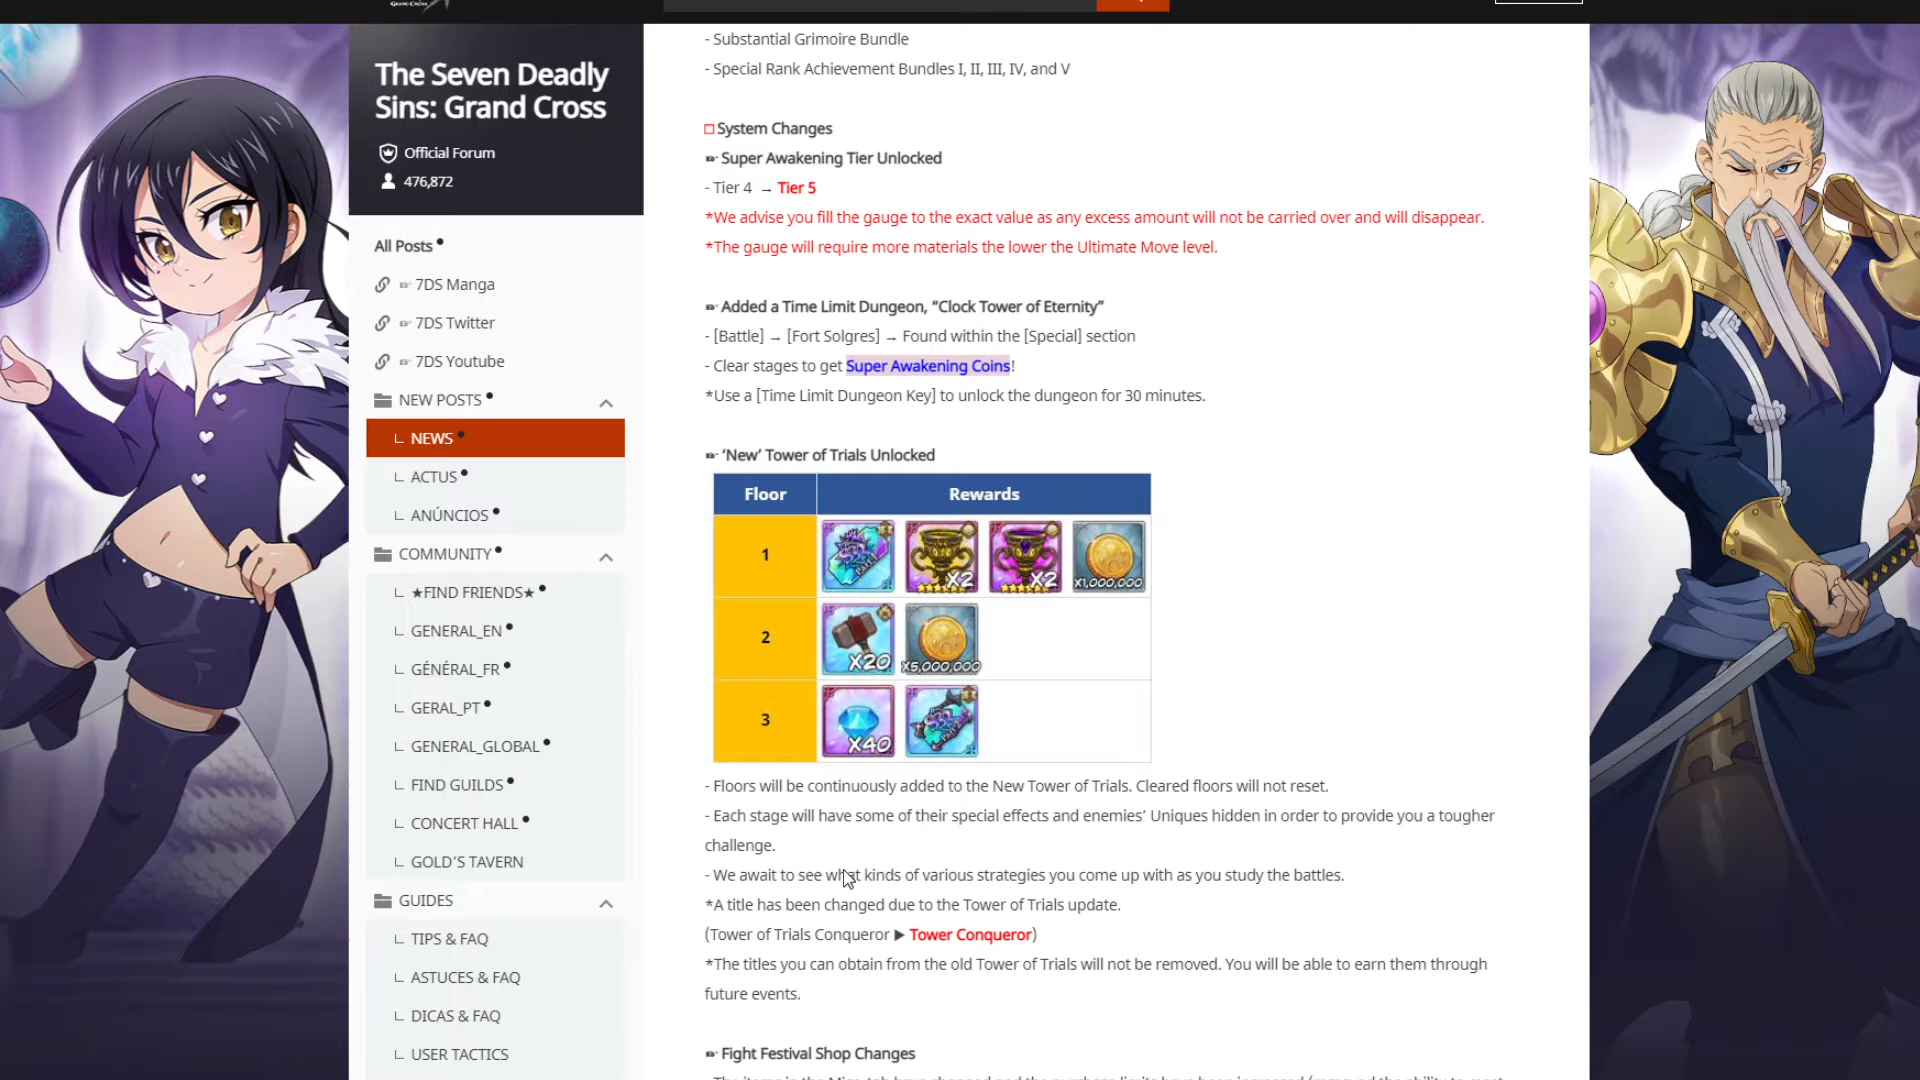 The Seven Deadly
Sins: Grand Cross
Official Forum
476,872
All Posts
7DS Manga
7DS Twitter
7DS Youtube
NEW POSTS
NEWS
ACTUS
ANÚNCIOS
COMMUNITY
★FIND FRIENDS★
GENERAL_EN
GÉNÉRAL_FR
GERAL_PT
GENERAL_GLOBAL
FIND GUILDS
CONCERT HALL
GOLD'S TAVERN
GUIDES
TIPS & FAQ
ASTUCES & FAQ
DICAS & FAQ
USER TACTICS
- Substantial Grimoire Bundle
- Special Rank Achievement Bundles I, II, III, IV, and V
□ System Changes
☞ Super Awakening Tier Unlocked
- Tier 4 → Tier 5
*We advise you fill the gauge to the exact value as any excess amount will not be carried over and will disappear.
*The gauge will require more materials the lower the Ultimate Move level.
☞ Added a Time Limit Dungeon, “Clock Tower of Eternity”
- [Battle] → [Fort Solgres] → Found within the [Special] section
- Clear stages to get Super Awakening Coins!
*Use a [Time Limit Dungeon Key] to unlock the dungeon for 30 minutes.
☞ ‘New’ Tower of Trials Unlocked
Floor Rewards
1 X2 X2 X1,000,000
2 X20 X5,000,000
3 X40
- Floors will be continuously added to the New Tower of Trials. Cleared floors will not reset.
- Each stage will have some of their special effects and enemies’ Uniques hidden in order to provide you a tougher
challenge.
- We await to see what kinds of various strategies you come up with as you study the battles.
*A title has been changed due to the Tower of Trials update.
(Tower of Trials Conqueror ▶ Tower Conqueror)
*The titles you can obtain from the old Tower of Trials will not be removed. You will be able to earn them through
future events.
☞ Fight Festival Shop Changes